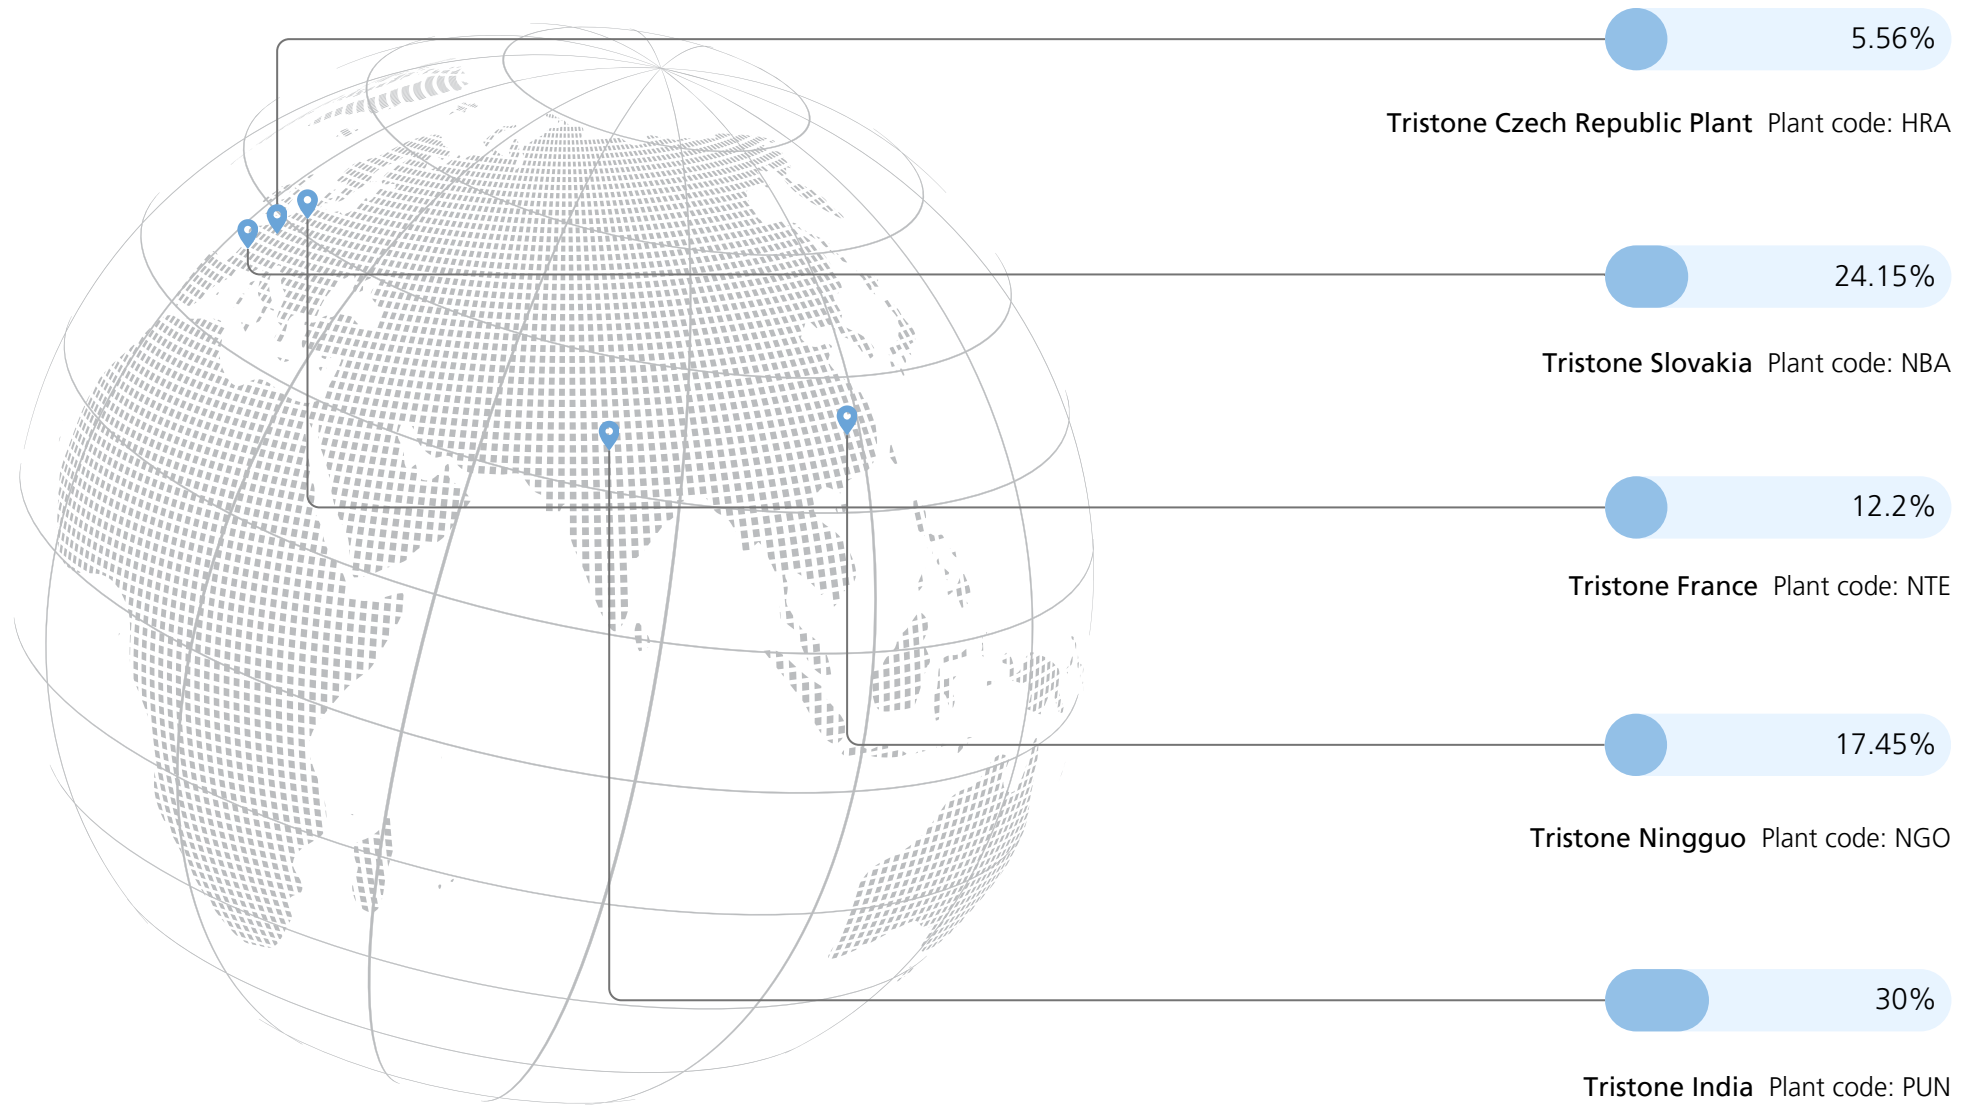 5.56%
Tristone Czech Republic Plant Plant code: HRA
24.15%
Tristone Slovakia Plant code: NBA
12.2%
Tristone France Plant code: NTE
17.45%
Tristone Ningguo Plant code: NGO
30%
Tristone India Plant code: PUN